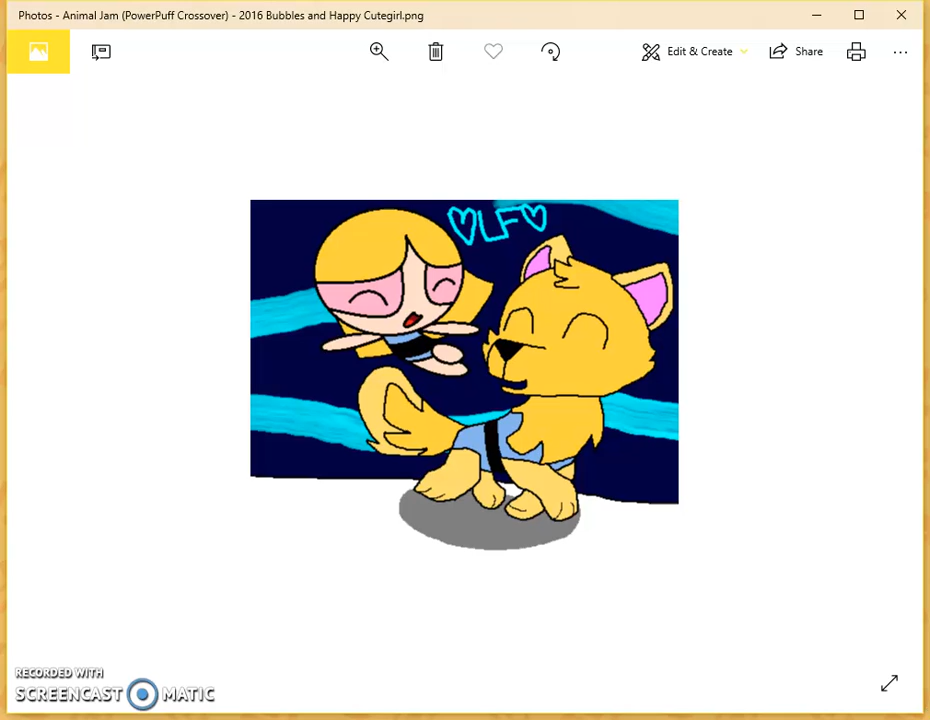 Photos - Animal Jam (PowerPuff Crossover) - 2016 Bubbles and Happy Cutegirl.png
Edit & Create
Share
LF
RECORDED WITH
SCREENCAST MATIC